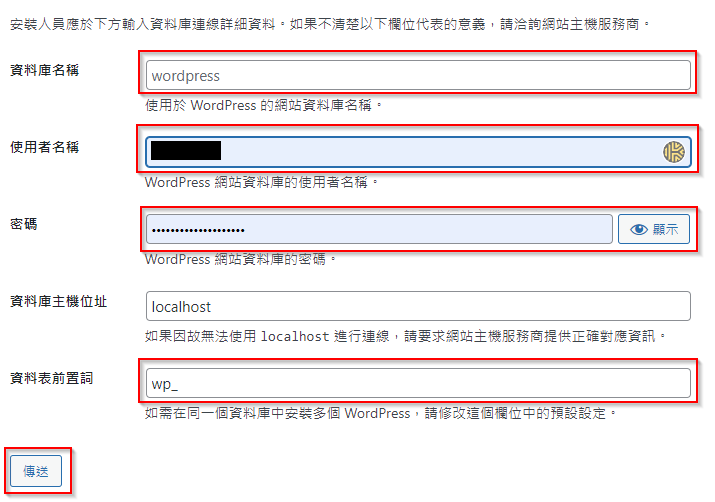 安裝人員應於下方輸入資料庫連線詳細資料。如果不清楚以下欄位代表的意義，請洽詢網站主機服務商。
資料庫名稱
wordpress
使用於 WordPress 的網站資料庫名稱。
使用者名稱
WordPress 網站資料庫的使用者名稱。
密碼
••••••••••••••••••••
顯示
WordPress 網站資料庫的密碼。
資料庫主機位址
localhost
如果因故無法使用 localhost 進行連線，請要求網站主機服務商提供正確對應資訊。
資料表前置詞
wp_
如需在同一個資料庫中安裝多個 WordPress，請修改這個欄位中的預設設定。
傳送